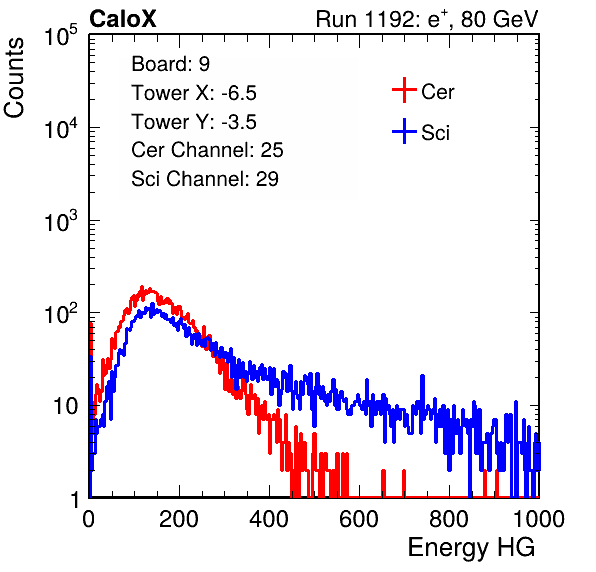 CaloX Run 1192: e⁺, 80 GeV
Counts
Board: 9
Tower X: -6.5
Tower Y: -3.5
Cer Channel: 25
Sci Channel: 29
Cer
Sci
10⁵
10⁴
10³
10²
10
1
0 200 400 600 800 1000
Energy HG